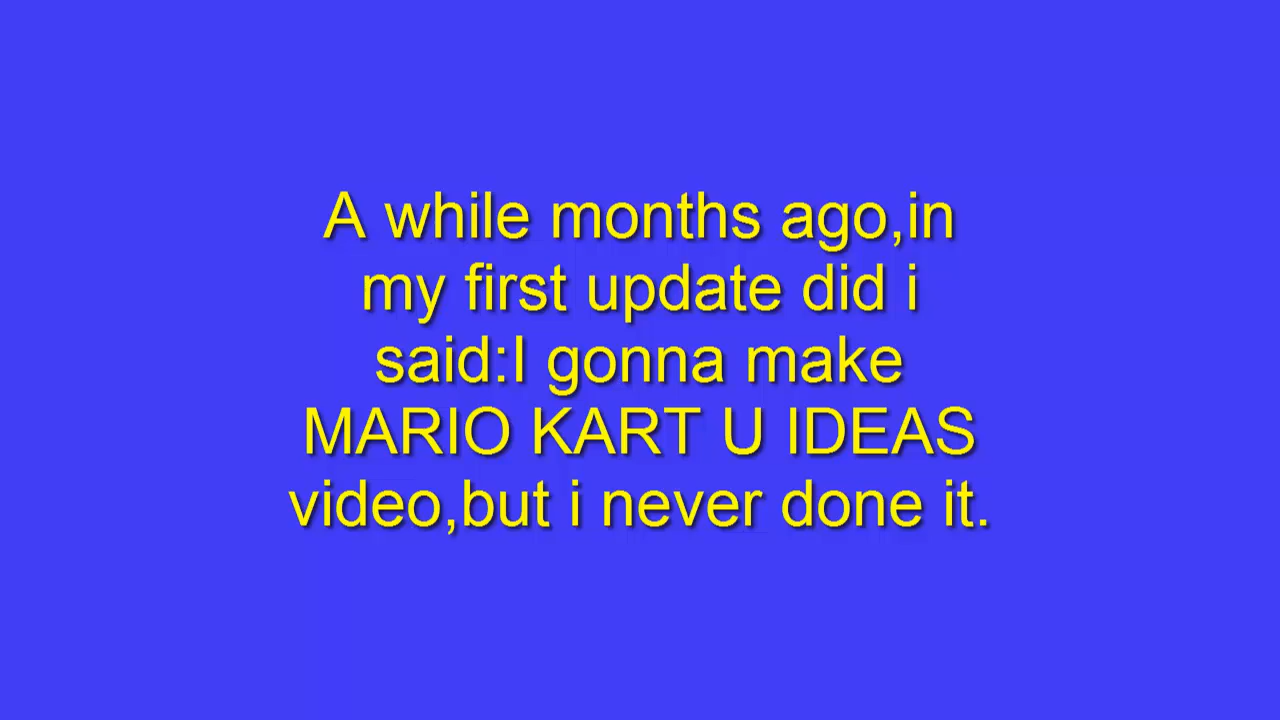 A while months ago,in
my first update did i
said:I gonna make
MARIO KART U IDEAS
video,but i never done it.